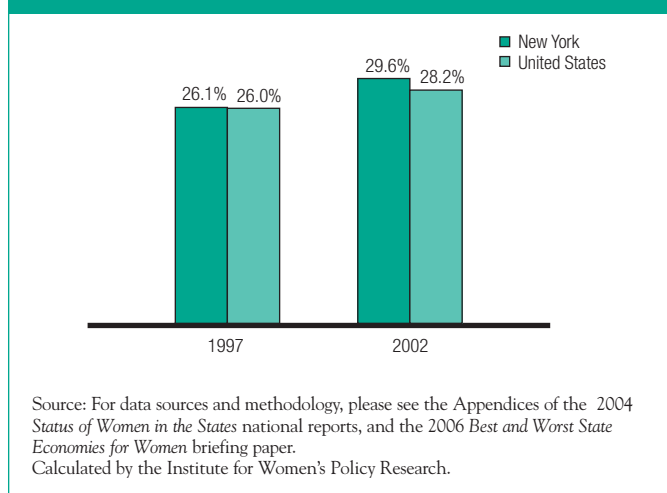 New York
United States
29.6%
28.2%
26.1% 26.0%
1997 2002
Source: For data sources and methodology, please see the Appendices of the 2004
Status of Women in the States national reports, and the 2006 Best and Worst State
Economies for Women briefing paper.
Calculated by the Institute for Women's Policy Research.